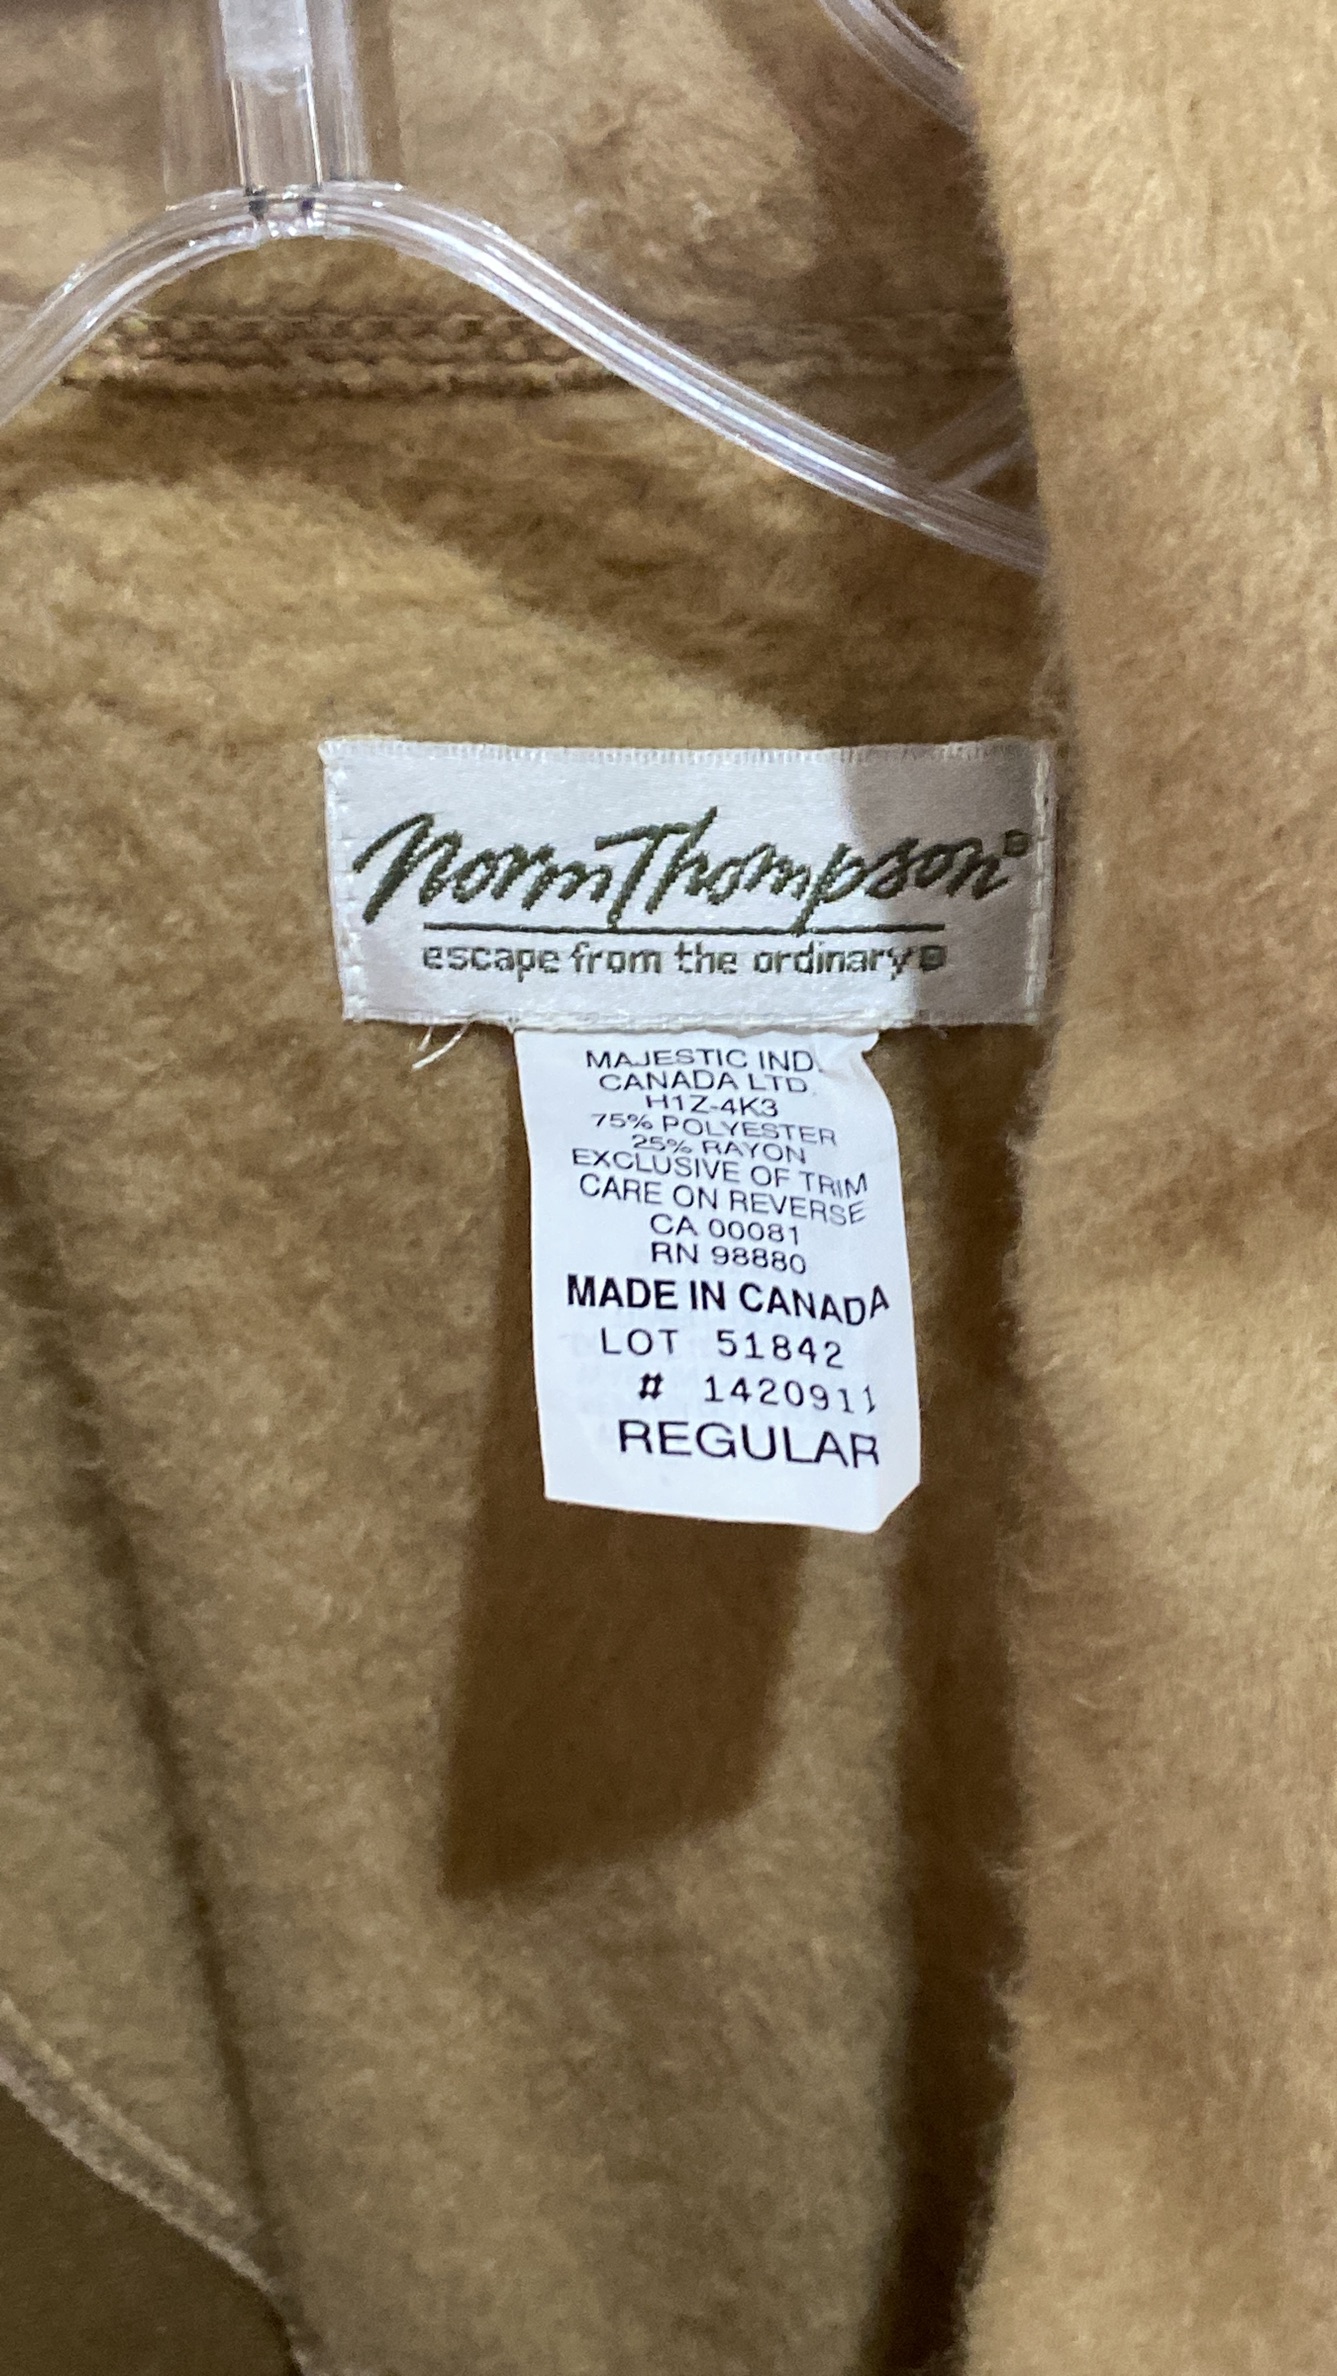 Norm Thompson®
escape from the ordinary®
MAJESTIC IND.
CANADA LTD.
H1Z-4K3
75% POLYESTER
25% RAYON
EXCLUSIVE OF TRIM
CARE ON REVERSE
CA 00081
RN 98880
MADE IN CANADA
LOT 51842
# 1420911
REGULAR